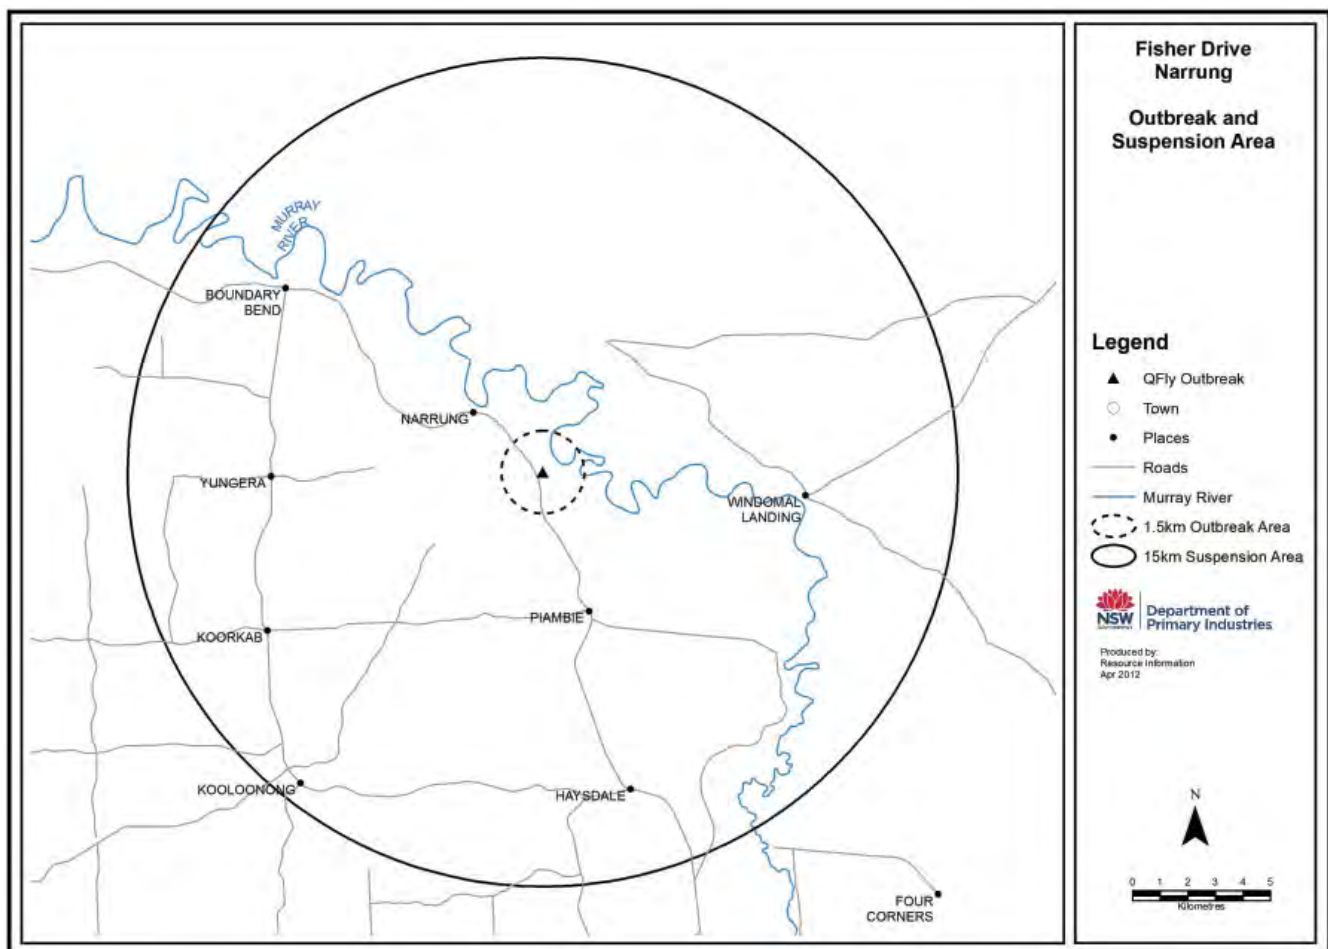 Fisher Drive
Narrung
Outbreak and
Suspension Area
MURRAY
RIVER
BOUNDARY
BEND
NARRUNG
YUNGERA
WINDOMAL
LANDING
PIAMBIE
KOORKAB
KOOLOONONG
HAYSDALE
FOUR
CORNERS
Legend
QFly Outbreak
Town
Places
Roads
Murray River
1.5km Outbreak Area
15km Suspension Area
NSW
GOVERNMENT
Department of
Primary Industries
Produced by:
Resource Information
Apr 2012
N
0 1 2 3 4 5
Kilometres